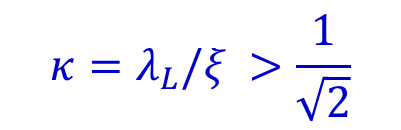 κ = λ_L/ξ > 1/√2